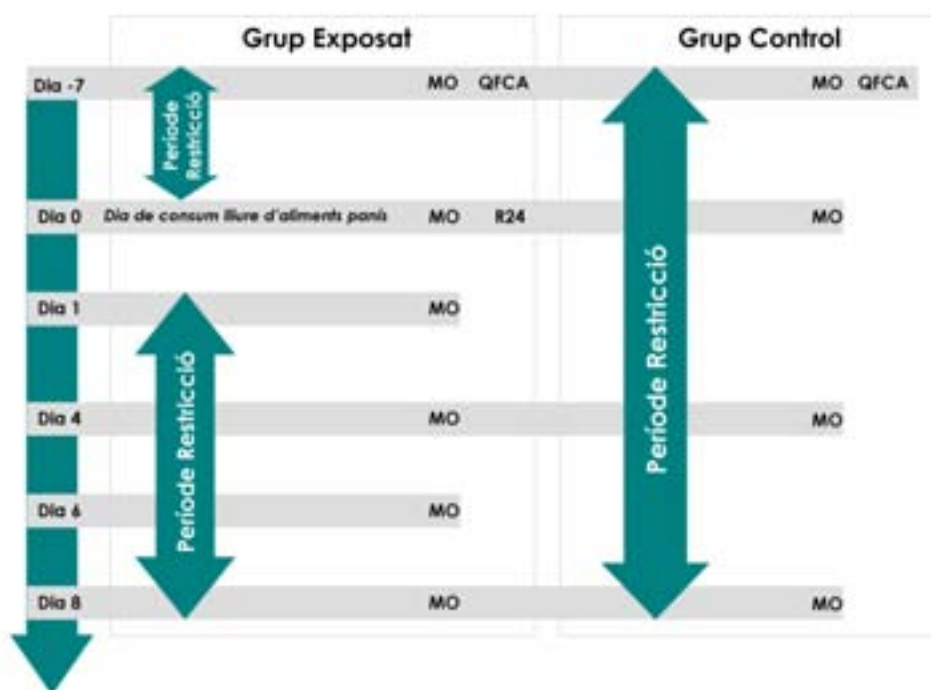 Grup Exposat Grup Control
Dia -7 MO QFCA MO QFCA
Període
Restricció
Dia 0 Dia de consum lliure d'aliments panís MO R24 MO
Dia 1 MO
Període Restricció
Període Restricció
Dia 4 MO MO
Dia 6 MO
Dia 8 MO MO